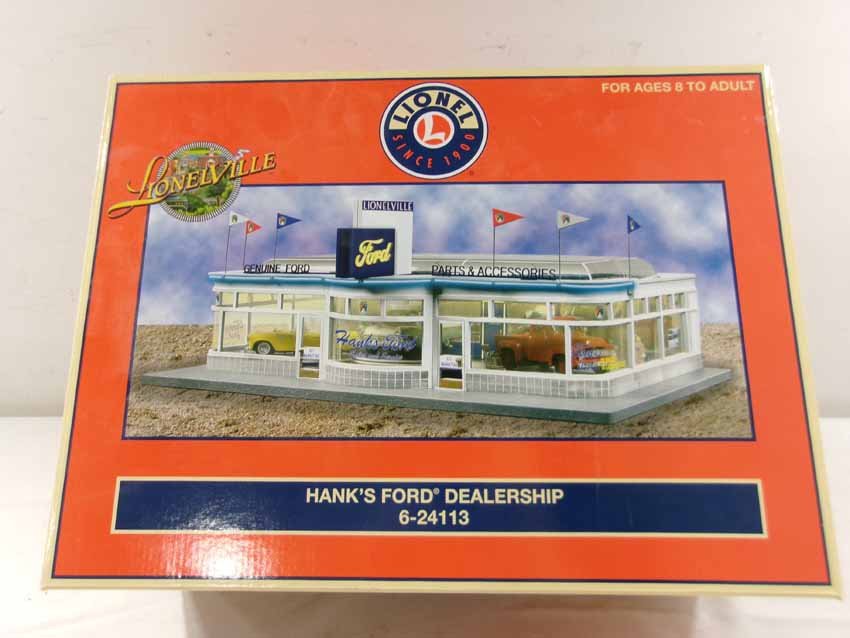 FOR AGES 8 TO ADULT
LIONEL
L
SINCE 1900
®
LIONELVILLE
LIONELVILLE
Ford
GENUINE FORD
PARTS & ACCESSORIES
Hank's Ford
HANK'S FORD® DEALERSHIP
6-24113